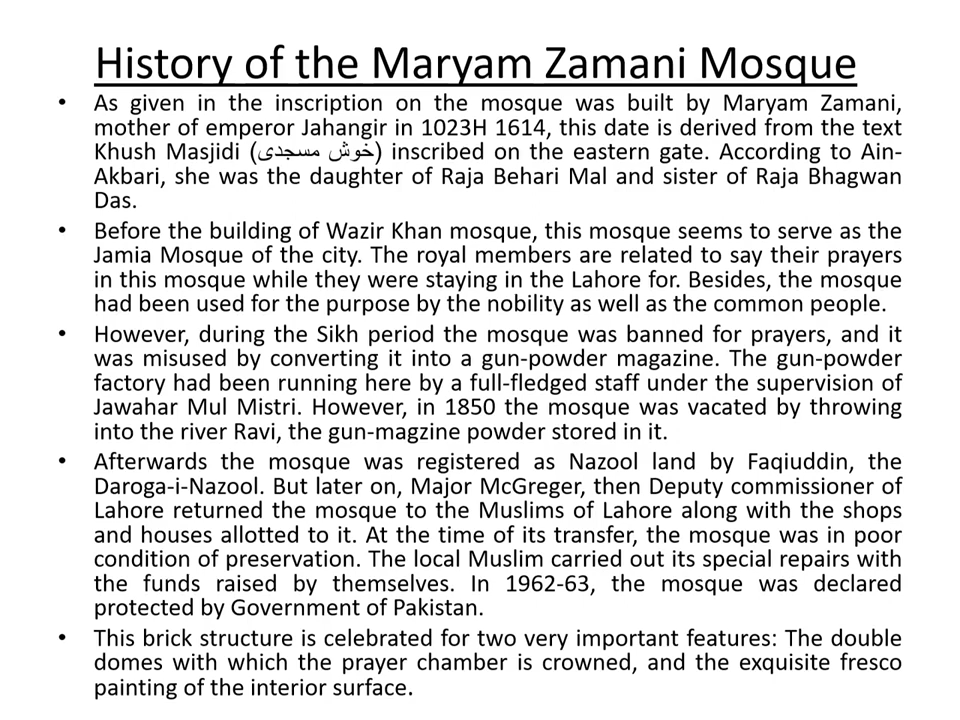 History of the Maryam Zamani Mosque
• As given in the inscription on the mosque was built by Maryam Zamani,
mother of emperor Jahangir in 1023H 1614, this date is derived from the text
Khush Masjidi (خوش مسجدی) inscribed on the eastern gate. According to Ain-
Akbari, she was the daughter of Raja Behari Mal and sister of Raja Bhagwan
Das.
• Before the building of Wazir Khan mosque, this mosque seems to serve as the
Jamia Mosque of the city. The royal members are related to say their prayers
in this mosque while they were staying in the Lahore for. Besides, the mosque
had been used for the purpose by the nobility as well as the common people.
• However, during the Sikh period the mosque was banned for prayers, and it
was misused by converting it into a gun-powder magazine. The gun-powder
factory had been running here by a full-fledged staff under the supervision of
Jawahar Mul Mistri. However, in 1850 the mosque was vacated by throwing
into the river Ravi, the gun-magzine powder stored in it.
• Afterwards the mosque was registered as Nazool land by Faqiuddin, the
Daroga-i-Nazool. But later on, Major McGreger, then Deputy commissioner of
Lahore returned the mosque to the Muslims of Lahore along with the shops
and houses allotted to it. At the time of its transfer, the mosque was in poor
condition of preservation. The local Muslim carried out its special repairs with
the funds raised by themselves. In 1962-63, the mosque was declared
protected by Government of Pakistan.
• This brick structure is celebrated for two very important features: The double
domes with which the prayer chamber is crowned, and the exquisite fresco
painting of the interior surface.